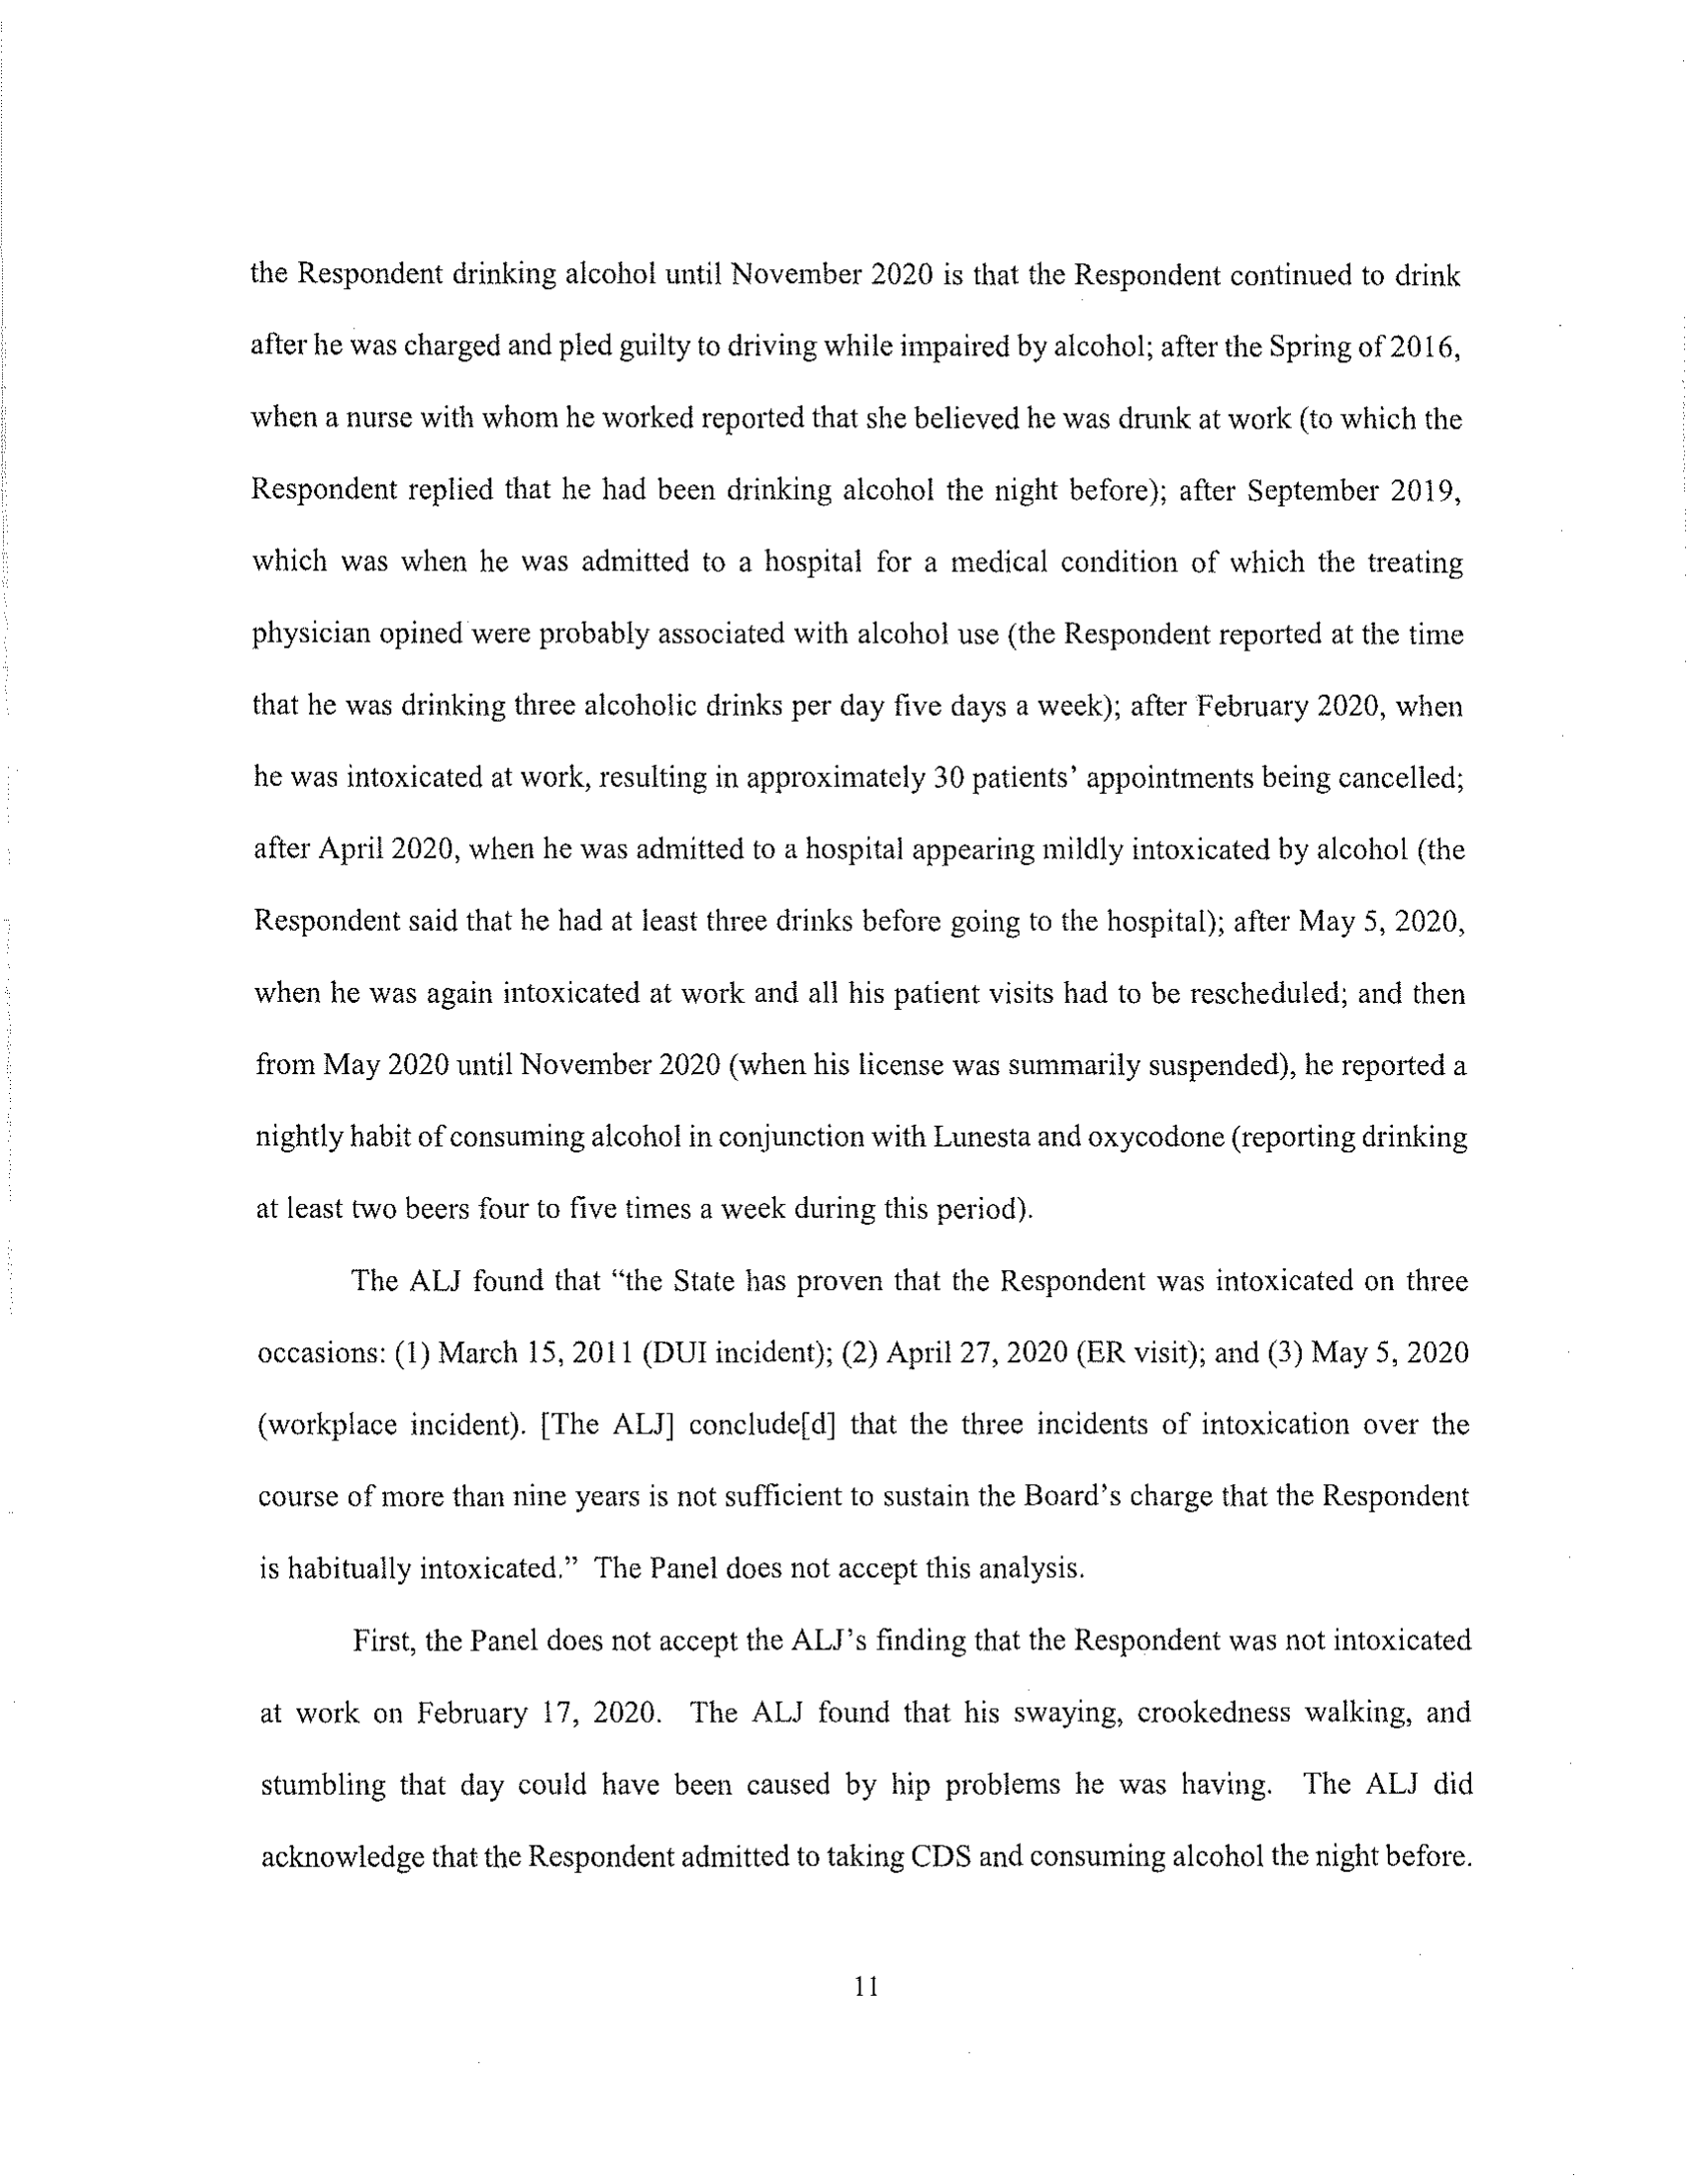 the Respondent drinking alcohol until November 2020 is that the Respondent continued to drink
after he was charged and pled guilty to driving while impaired by alcohol; after the Spring of 2016,
when a nurse with whom he worked reported that she believed he was drunk at work (to which the
Respondent replied that he had been drinking alcohol the night before); after September 2019,
which was when he was admitted to a hospital for a medical condition of which the treating
physician opined were probably associated with alcohol use (the Respondent reported at the time
that he was drinking three alcoholic drinks per day five days a week); after February 2020, when
he was intoxicated at work, resulting in approximately 30 patients’ appointments being cancelled;
after April 2020, when he was admitted to a hospital appearing mildly intoxicated by alcohol (the
Respondent said that he had at least three drinks before going to the hospital); after May 5, 2020,
when he was again intoxicated at work and all his patient visits had to be rescheduled; and then
from May 2020 until November 2020 (when his license was summarily suspended), he reported a
nightly habit of consuming alcohol in conjunction with Lunesta and oxycodone (reporting drinking
at least two beers four to five times a week during this period).
The ALJ found that “the State has proven that the Respondent was intoxicated on three
occasions: (1) March 15, 2011 (DUI incident); (2) April 27, 2020 (ER visit); and (3) May 5, 2020
(workplace incident). [The ALJ] conclude[d] that the three incidents of intoxication over the
course of more than nine years is not sufficient to sustain the Board’s charge that the Respondent
is habitually intoxicated.” The Panel does not accept this analysis.
First, the Panel does not accept the ALJ’s finding that the Respondent was not intoxicated
at work on February 17, 2020. The ALJ found that his swaying, crookedness walking, and
stumbling that day could have been caused by hip problems he was having. The ALJ did
acknowledge that the Respondent admitted to taking CDS and consuming alcohol the night before.
11